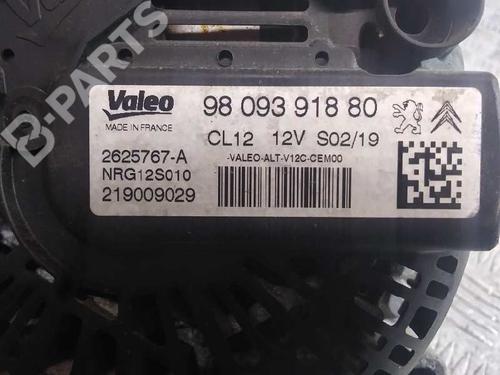 B-PARTS
Valeo
MADE IN FRANCE
98 093 918 80
CL12 12V S02/19
-VALEO-ALT-V12C-CEM00
2625767-A
NRG12S010
219009029